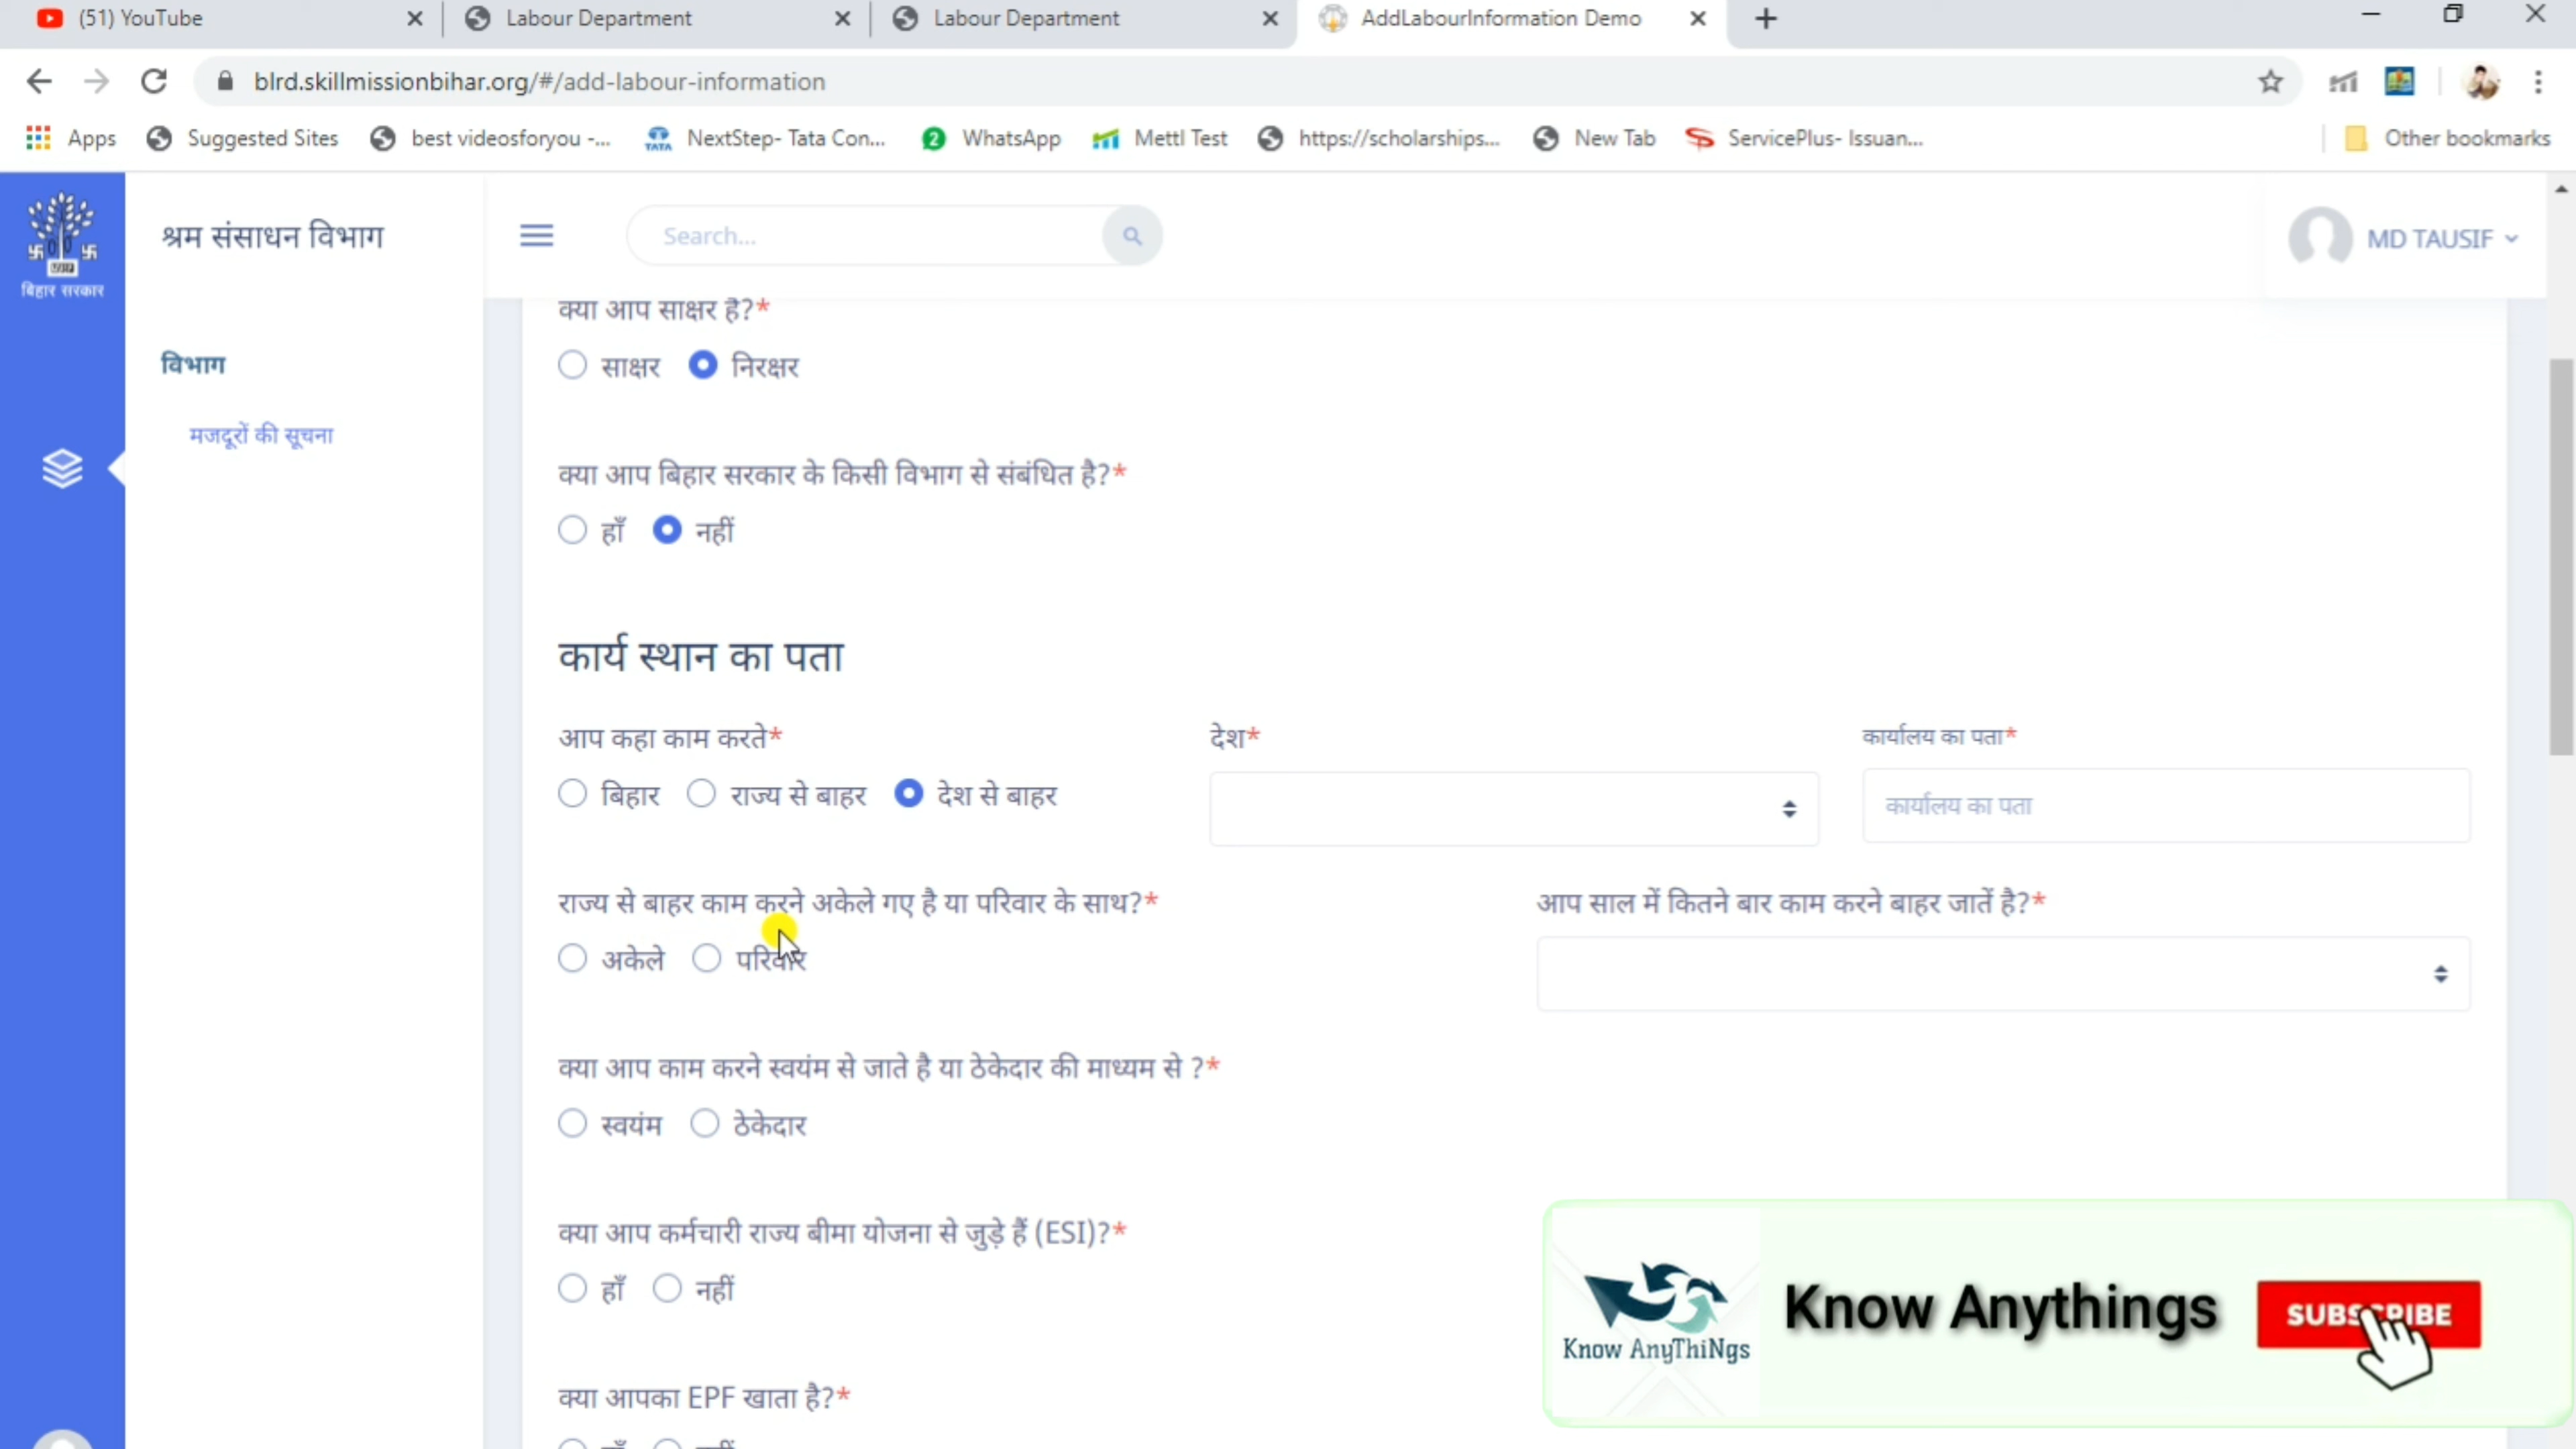 (51) YouTube
Labour Department
Labour Department
AddLabourInformation Demo
blrd.skillmissionbihar.org/#/add-labour-information
Apps
Suggested Sites
best videosforyou -...
NextStep- Tata Con...
WhatsApp
Mettl Test
https://scholarships...
New Tab
ServicePlus- Issuan...
Other bookmarks
बिहार सरकार
श्रम संसाधन विभाग
Search...
MD TAUSIF
विभाग
मजदूरों की सूचना
क्या आप साक्षर है?*
साक्षर
निरक्षर
क्या आप बिहार सरकार के किसी विभाग से संबंधित है?*
हाँ
नहीं
कार्य स्थान का पता
आप कहा काम करते*
बिहार
राज्य से बाहर
देश से बाहर
देश*
कार्यालय का पता*
कार्यालय का पता
राज्य से बाहर काम करने अकेले गए है या परिवार के साथ?*
अकेले
परिवार
आप साल में कितने बार काम करने बाहर जातें है?*
क्या आप काम करने स्वयंम से जाते है या ठेकेदार की माध्यम से ?*
स्वयंम
ठेकेदार
क्या आप कर्मचारी राज्य बीमा योजना से जुड़े हैं (ESI)?*
हाँ
नहीं
क्या आपका EPF खाता है?*
Know AnyThiNgs
Know Anythings
SUBSCRIBE